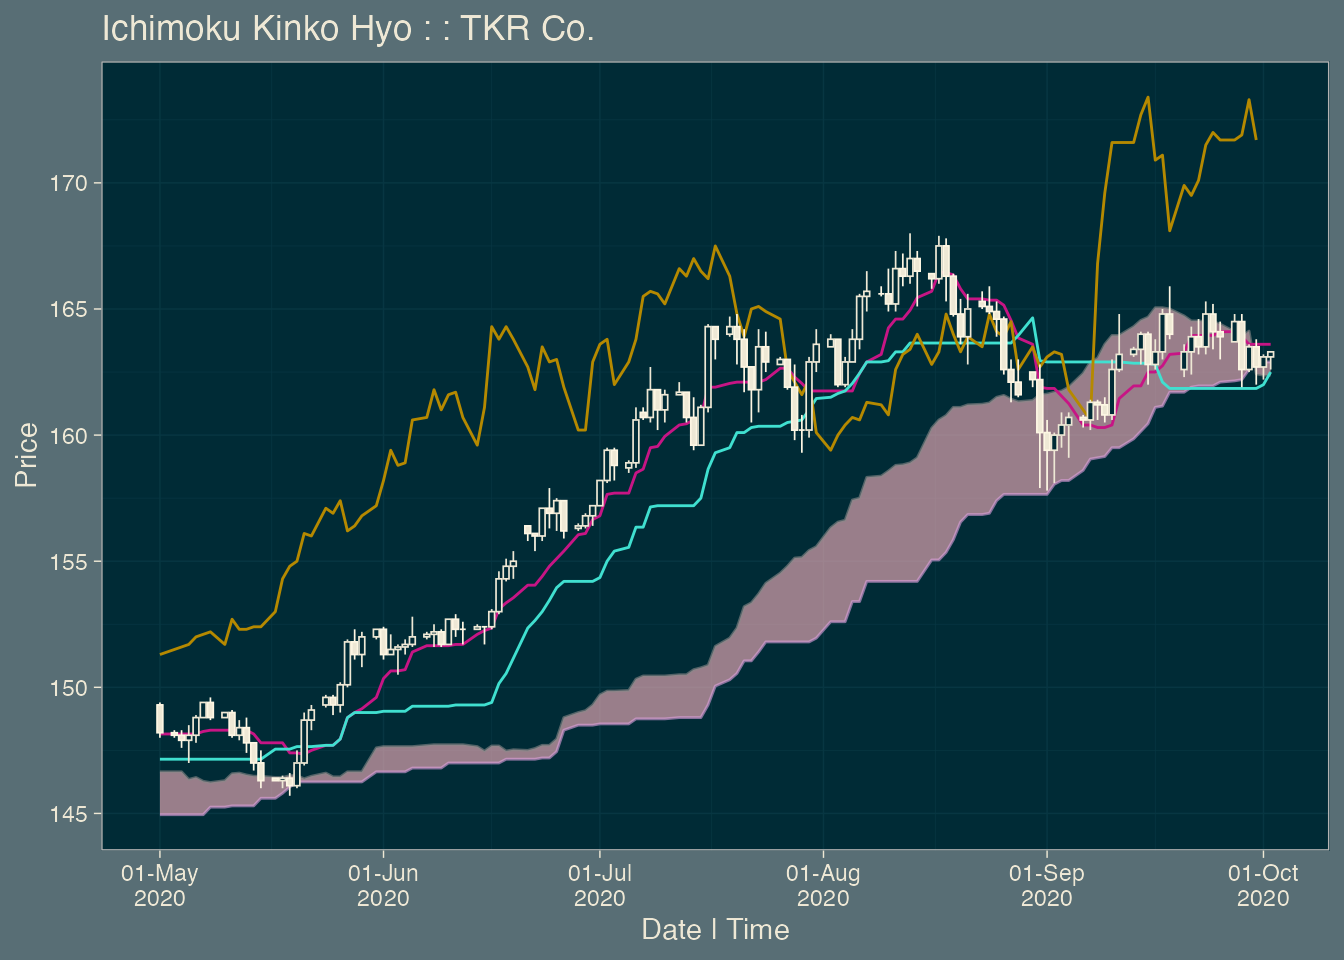 Ichimoku Kinko Hyo : : TKR Co.
Price
170
165
160
155
150
145
01-May
2020
01-Jun
2020
01-Jul
2020
01-Aug
2020
01-Sep
2020
01-Oct
2020
Date | Time